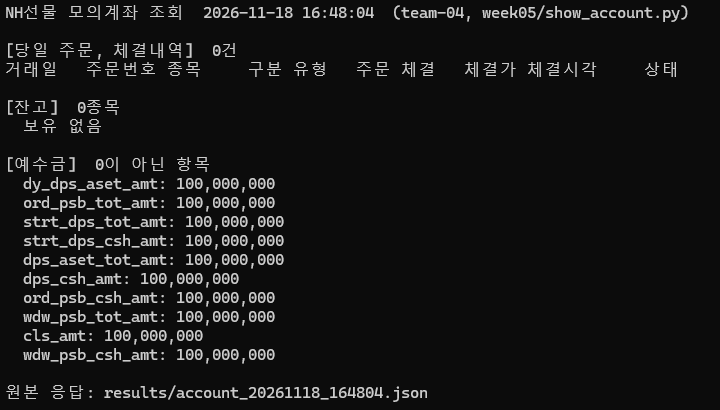 NH선물 모의계좌 조회  2026-11-18 16:48:04  (team-04, week05/show_account.py)
[당일 주문, 체결내역]  0건
거래일   주문번호 종목     구분 유형   주문 체결   체결가 체결시각     상태
[잔고]  0종목
보유 없음
[예수금]  0이 아닌 항목
dy_dps_aset_amt: 100,000,000
ord_psb_tot_amt: 100,000,000
strt_dps_tot_amt: 100,000,000
strt_dps_csh_amt: 100,000,000
dps_aset_tot_amt: 100,000,000
dps_csh_amt: 100,000,000
ord_psb_csh_amt: 100,000,000
wdw_psb_tot_amt: 100,000,000
cls_amt: 100,000,000
wdw_psb_csh_amt: 100,000,000
원본 응답: results/account_20261118_164804.json